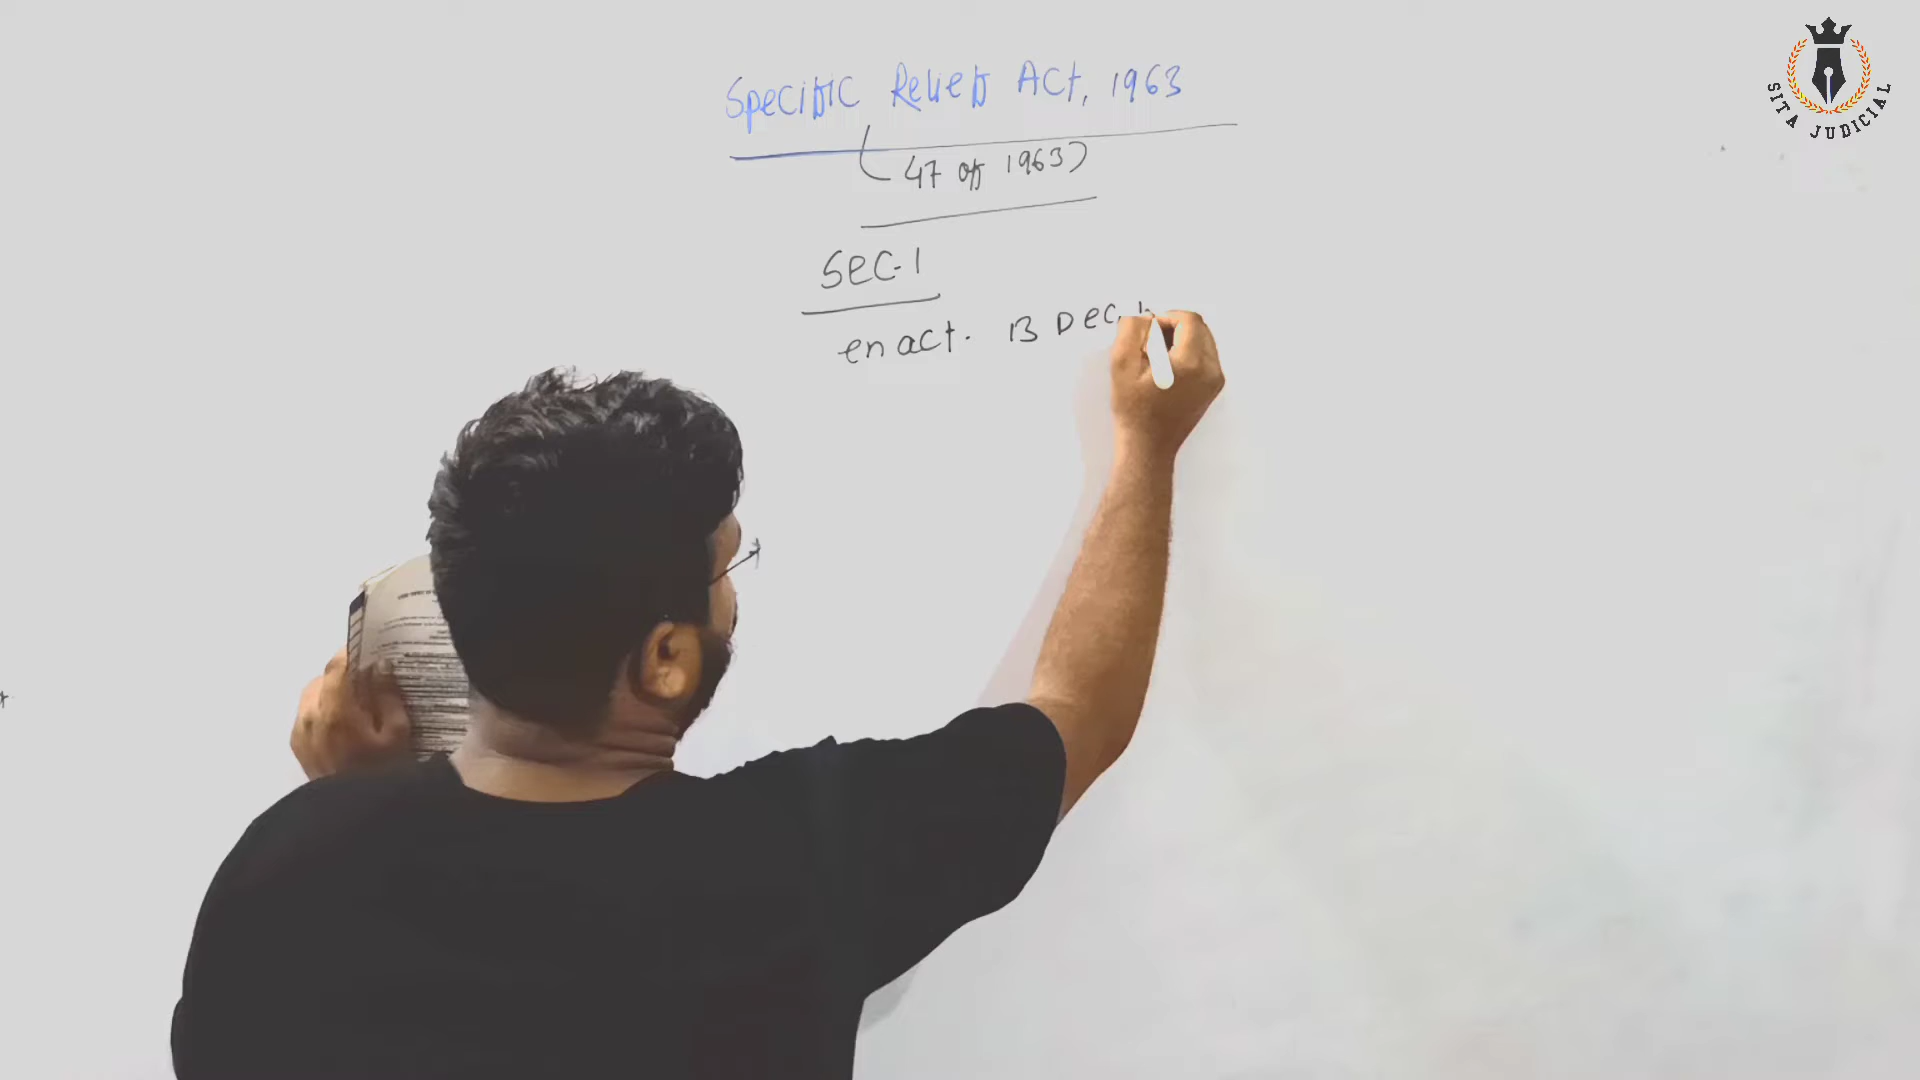 Specific Relief Act, 1963
(47 of 1963)
Sec-1
enact. 13 Dec.
SITA JUDICIAL